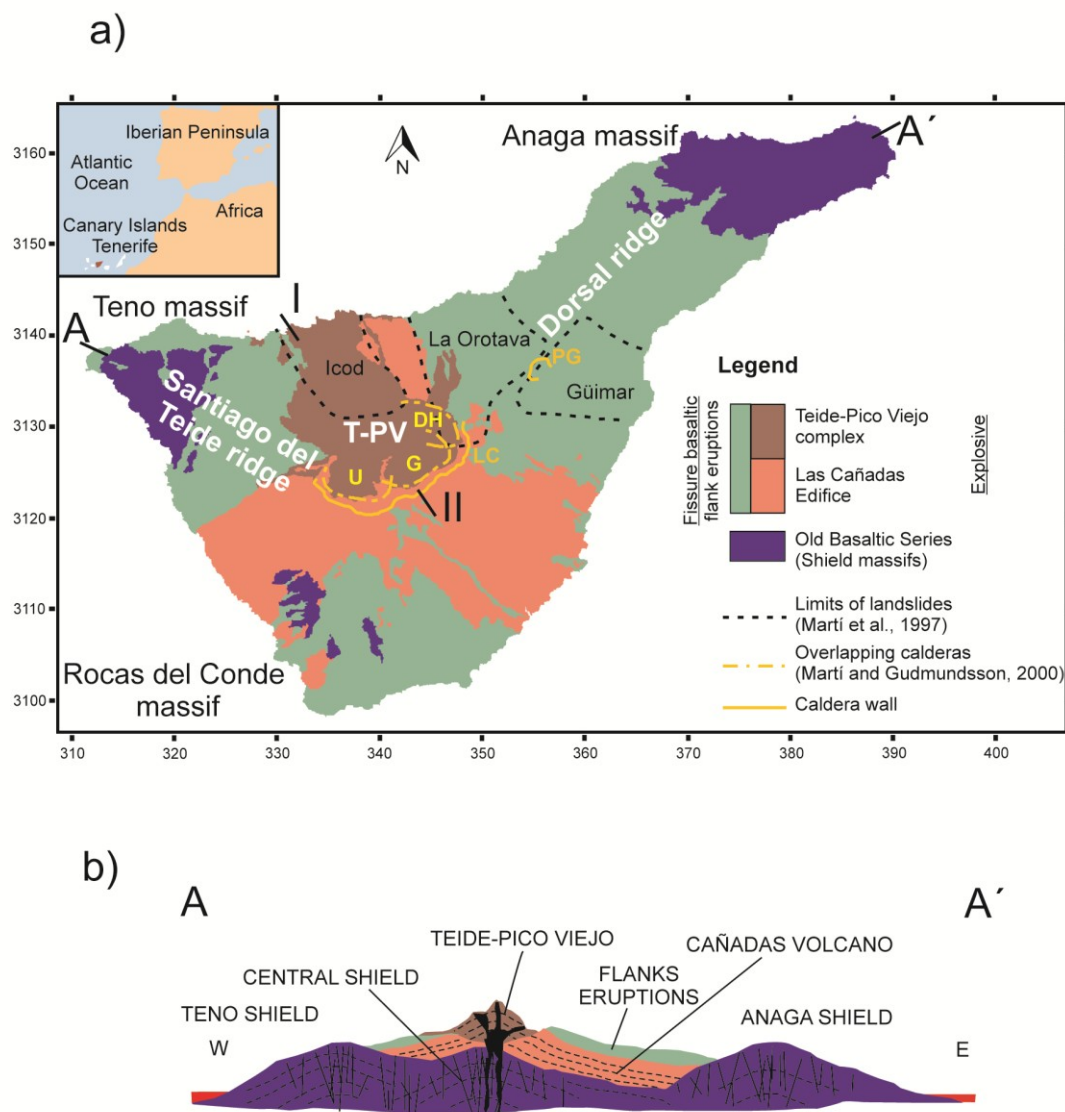 a)
Iberian Peninsula
Atlantic
Ocean
Africa
Canary Islands
Tenerife
N
Anaga massif
A´
3160
3150
3140
3130
3120
3110
3100
Dorsal ridge
Teno massif
I
A
La Orotava
Icod
PG
Güimar
Santiago del
Teide ridge
T-PV
DH
LC
U
G
II
Rocas del Conde
massif
Legend
Fissure basaltic
flank eruptions
Teide-Pico Viejo
complex
Las Cañadas
Edifice
Explosive
Old Basaltic Series
(Shield massifs)
Limits of landslides
(Martí et al., 1997)
Overlapping calderas
(Martí and Gudmundsson, 2000)
Caldera wall
310 320 330 340 350 360 370 380 390 400
b)
A A´
TEIDE-PICO VIEJO
CAÑADAS VOLCANO
CENTRAL SHIELD
FLANKS
ERUPTIONS
TENO SHIELD
ANAGA SHIELD
W E